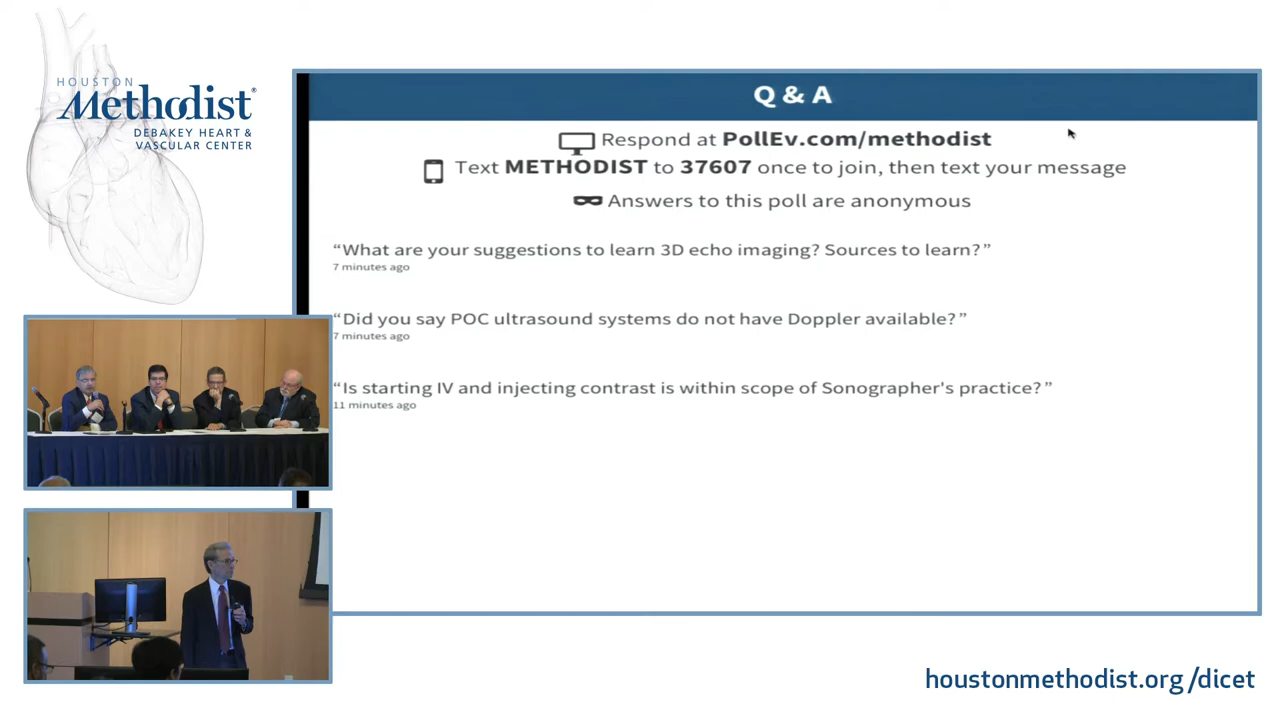 HOUSTON
Methodist®
DEBAKEY HEART &
VASCULAR CENTER
Q & A
Respond at PollEv.com/methodist
Text METHODIST to 37607 once to join, then text your message
Answers to this poll are anonymous
“What are your suggestions to learn 3D echo imaging? Sources to learn?”
7 minutes ago
“Did you say POC ultrasound systems do not have Doppler available?”
7 minutes ago
“Is starting IV and injecting contrast is within scope of Sonographer's practice?”
11 minutes ago
houstonmethodist.org/dicet